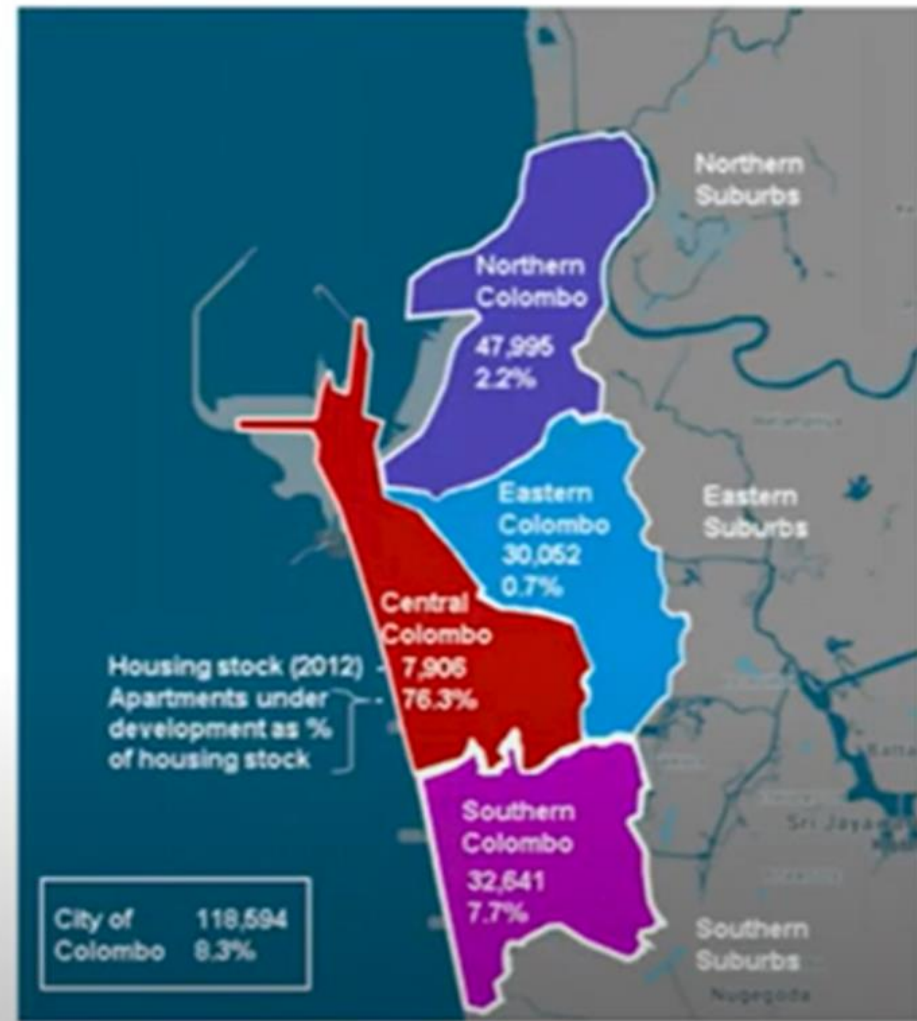 Northern
Suburbs
Northern
Colombo
47,995
2.2%
Eastern
Colombo
30,052
0.7%
Eastern
Suburbs
Central
Colombo
7,906
76.3%
Housing stock (2012)
Apartments under
development as %
of housing stock
Southern
Colombo
32,641
7.7%
City of
Colombo
118,594
8.3%
Southern
Suburbs
Sri
Nugegoda